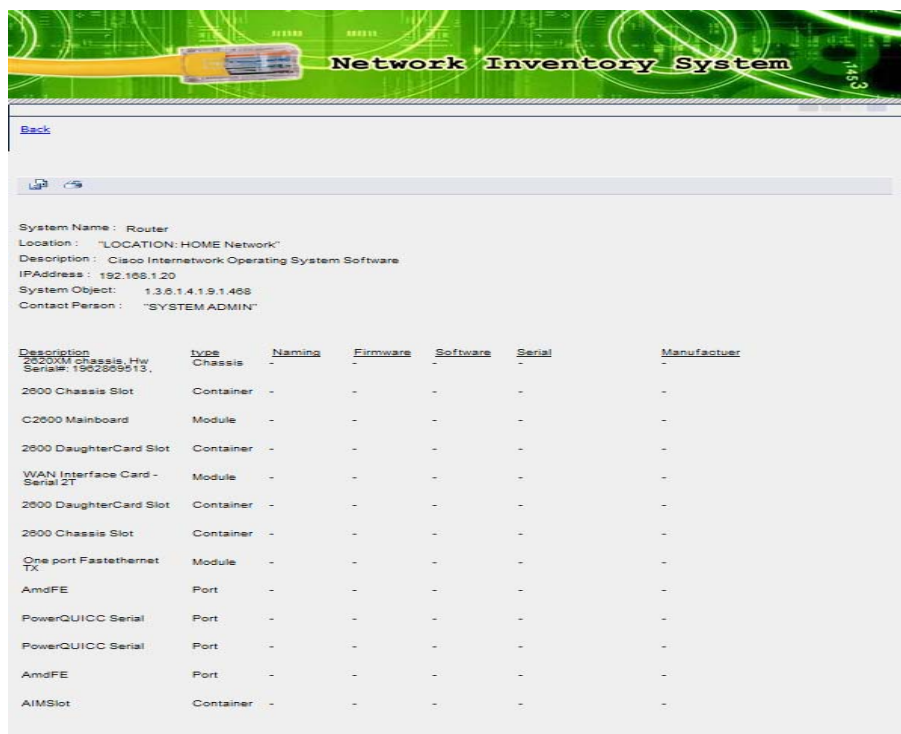 Network Inventory System
1453
Back
System Name : Router
Location : "LOCATION: HOME Network"
Description : Cisco Internetwork Operating System Software
IPAddress : 192.168.1.20
System Object: 1.3.6.1.4.1.9.1.468
Contact Person : "SYSTEM ADMIN"
Description type Naming Firmware Software Serial Manufactuer
2620XM chassis, Hw Serial#: 1962869513, Chassis - - - - -
2600 Chassis Slot Container - - - - -
C2600 Mainboard Module - - - - -
2600 DaughterCard Slot Container - - - - -
WAN Interface Card - Serial 2T Module - - - - -
2600 DaughterCard Slot Container - - - - -
2600 Chassis Slot Container - - - - -
One port Fastethernet TX Module - - - - -
AmdFE Port - - - - -
PowerQUICC Serial Port - - - - -
PowerQUICC Serial Port - - - - -
AmdFE Port - - - - -
AIMSlot Container - - - - -